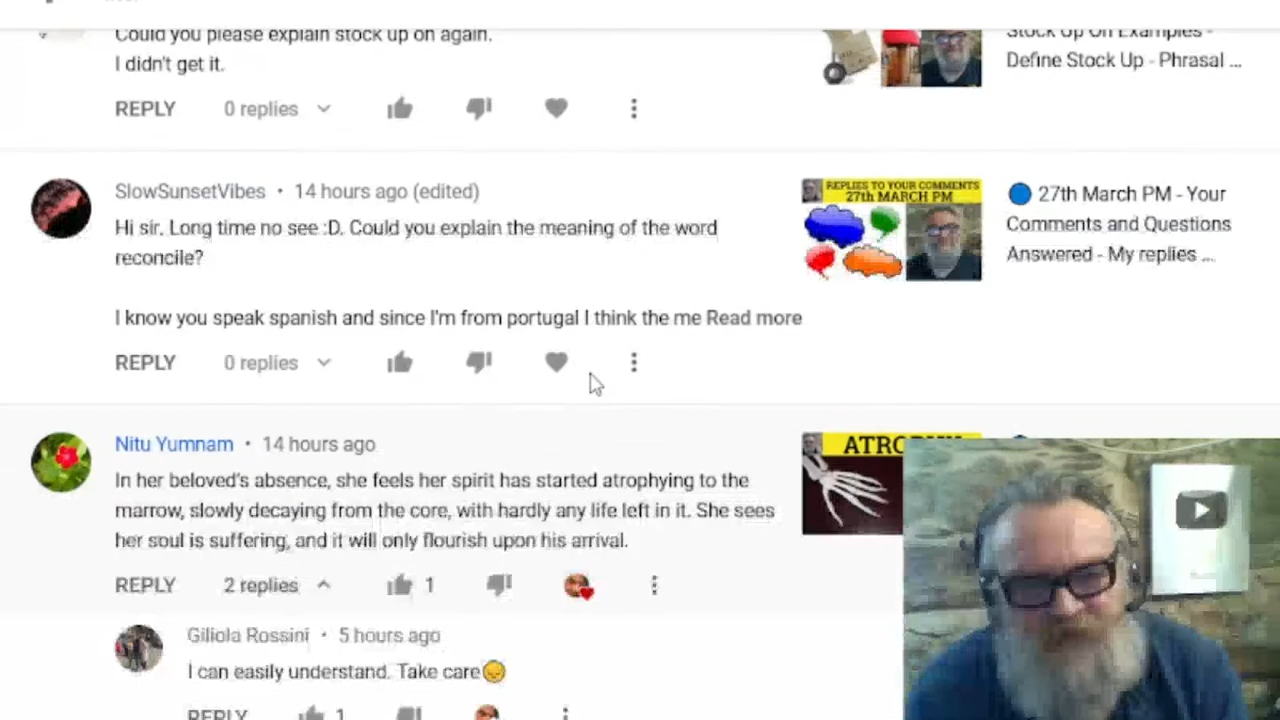 Could you please explain stock up on again.
I didn't get it.
REPLY 0 replies
Stock Up On Examples -
Define Stock Up - Phrasal ...
SlowSunsetVibes • 14 hours ago (edited)
Hi sir. Long time no see :D. Could you explain the meaning of the word
reconcile?
I know you speak spanish and since I'm from portugal I think the me Read more
REPLY 0 replies
REPLIES TO YOUR COMMENTS
27th MARCH PM
27th March PM - Your
Comments and Questions
Answered - My replies ...
Nitu Yumnam • 14 hours ago
In her beloved's absence, she feels her spirit has started atrophying to the
marrow, slowly decaying from the core, with hardly any life left in it. She sees
her soul is suffering, and it will only flourish upon his arrival.
REPLY 2 replies 1
Giliola Rossini • 5 hours ago
I can easily understand. Take care
REPLY 1